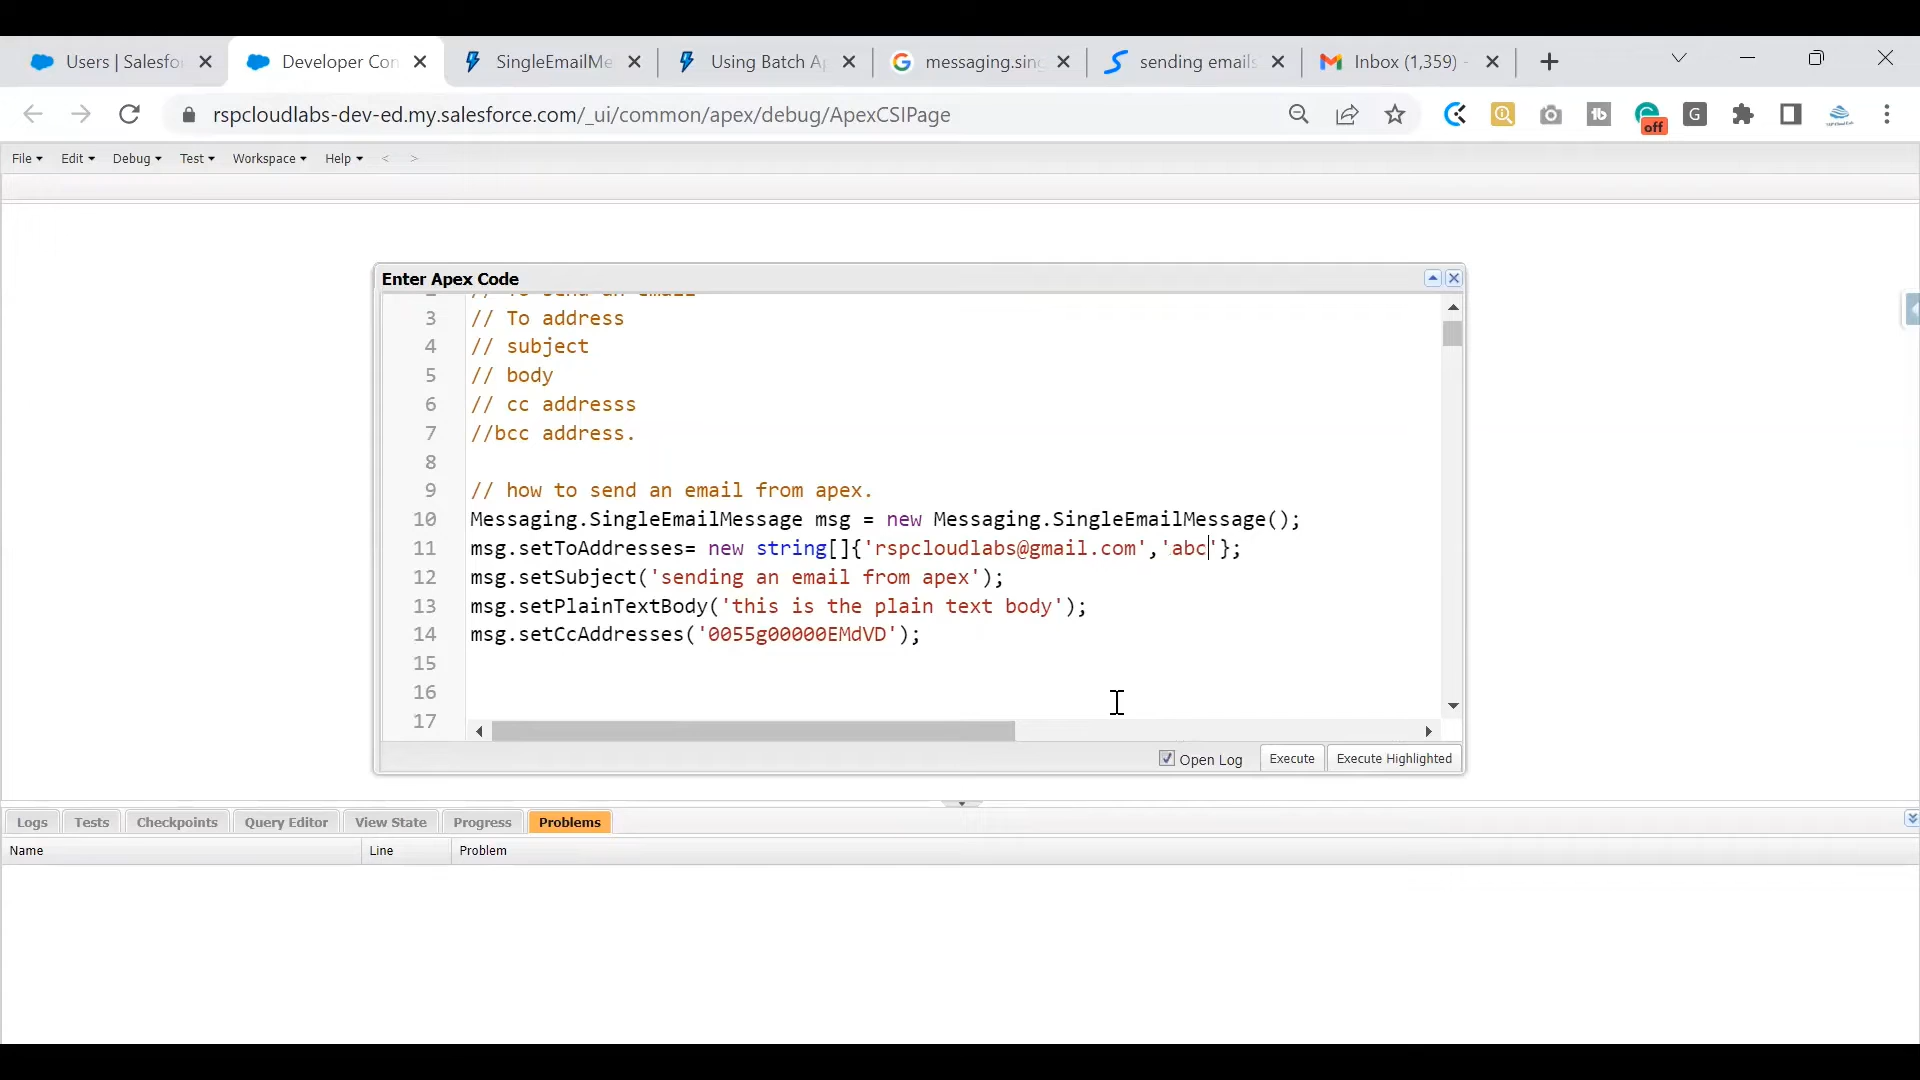 Users | Salesfo
Developer Con
SingleEmailMe
Using Batch A
messaging.sin
sending emails
Inbox (1,359) -
rspcloudlabs-dev-ed.my.salesforce.com/_ui/common/apex/debug/ApexCSIPage
off
G
File
Edit
Debug
Test
Workspace
Help
<
>
Enter Apex Code
3 // To address
4 // subject
5 // body
6 // cc addresss
7 //bcc address.
8
9 // how to send an email from apex.
10 Messaging.SingleEmailMessage msg = new Messaging.SingleEmailMessage();
11 msg.setToAddresses= new string[]{'rspcloudlabs@gmail.com','abc'};
12 msg.setSubject('sending an email from apex');
13 msg.setPlainTextBody('this is the plain text body');
14 msg.setCcAddresses('0055g00000EMdVD');
15
16
17
Open Log
Execute
Execute Highlighted
Logs
Tests
Checkpoints
Query Editor
View State
Progress
Problems
Name
Line
Problem